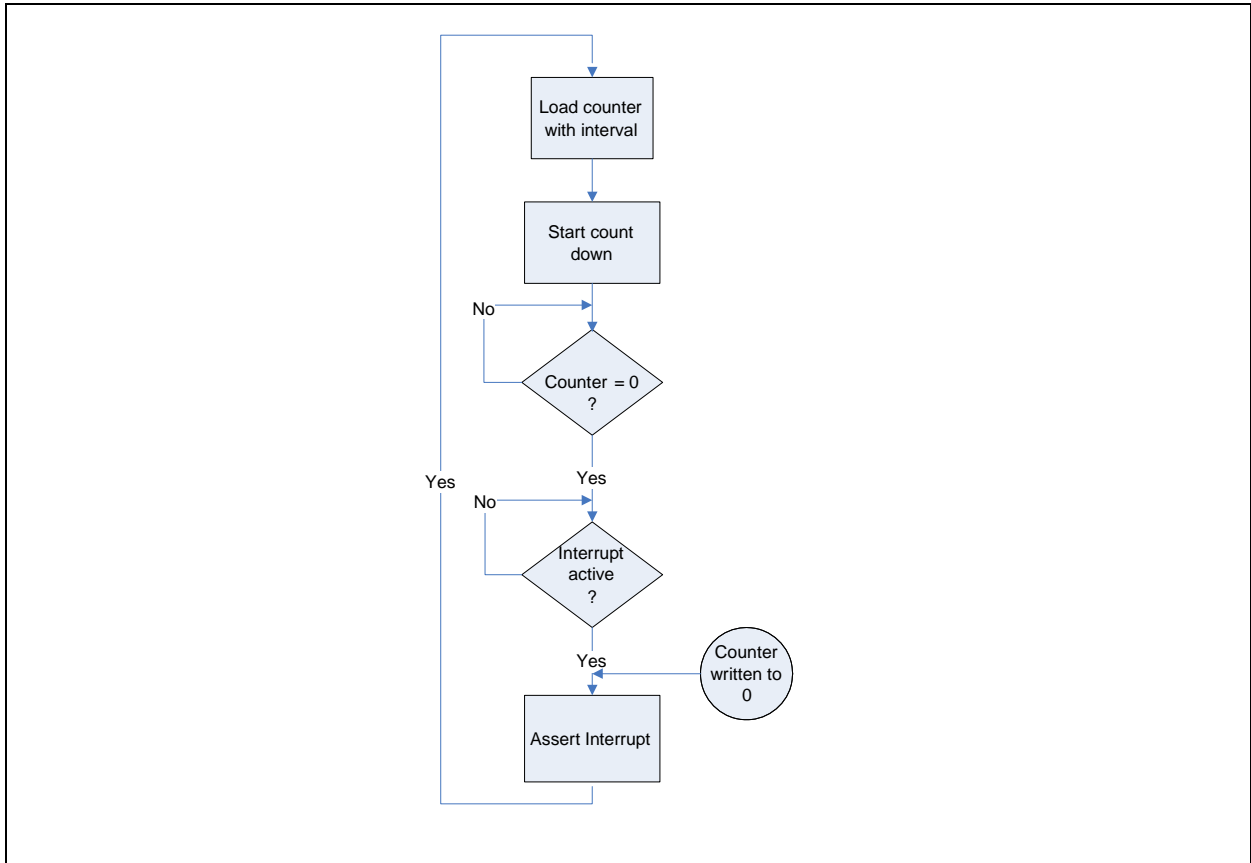 Load counter
with interval
Start count
down
No
Counter = 0
?
Yes
Yes
No
Interrupt
active
?
Yes
Counter
written to
0
Assert Interrupt